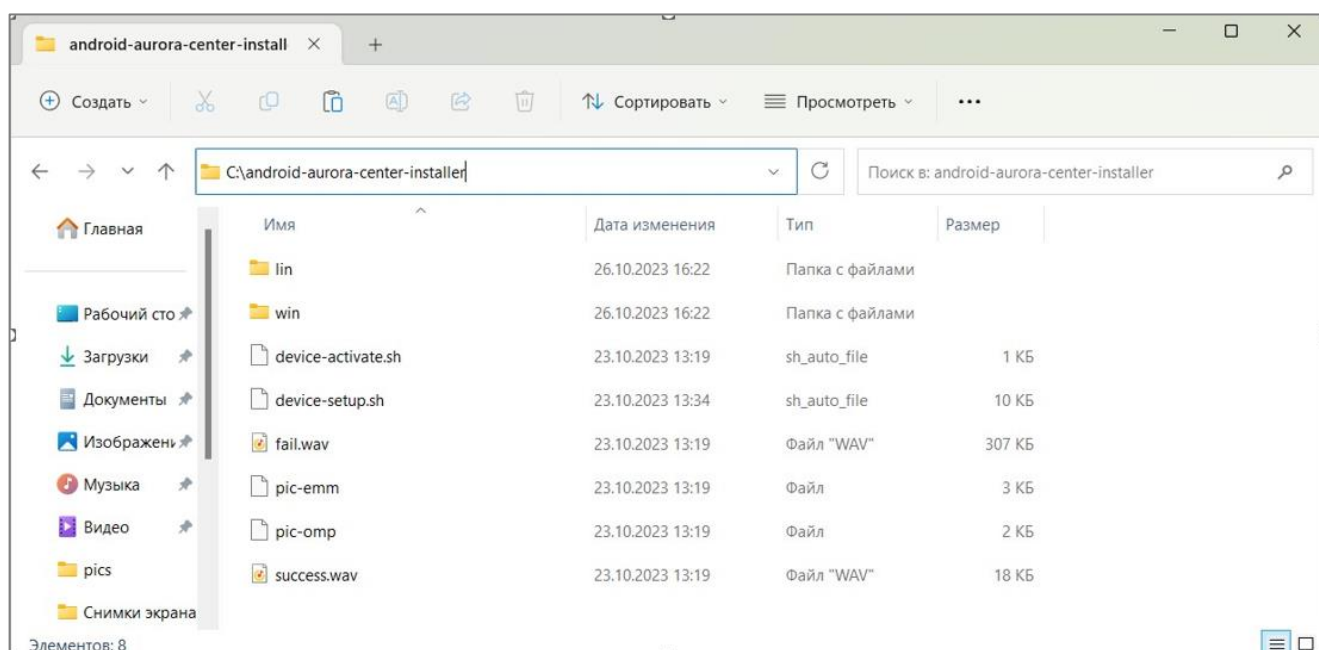 android-aurora-center-install
Создать Сортировать Просмотреть
C:\android-aurora-center-installer Поиск в: android-aurora-center-installer
Имя Дата изменения Тип Размер
Главная
lin 26.10.2023 16:22 Папка с файлами
Рабочий сто win 26.10.2023 16:22 Папка с файлами
Загрузки device-activate.sh 23.10.2023 13:19 sh_auto_file 1 КБ
Документы device-setup.sh 23.10.2023 13:34 sh_auto_file 10 КБ
Изображени fail.wav 23.10.2023 13:19 Файл "WAV" 307 КБ
Музыка pic-emm 23.10.2023 13:19 Файл 3 КБ
Видео pic-omp 23.10.2023 13:19 Файл 2 КБ
pics success.wav 23.10.2023 13:19 Файл "WAV" 18 КБ
Снимки экрана
Элементов: 8